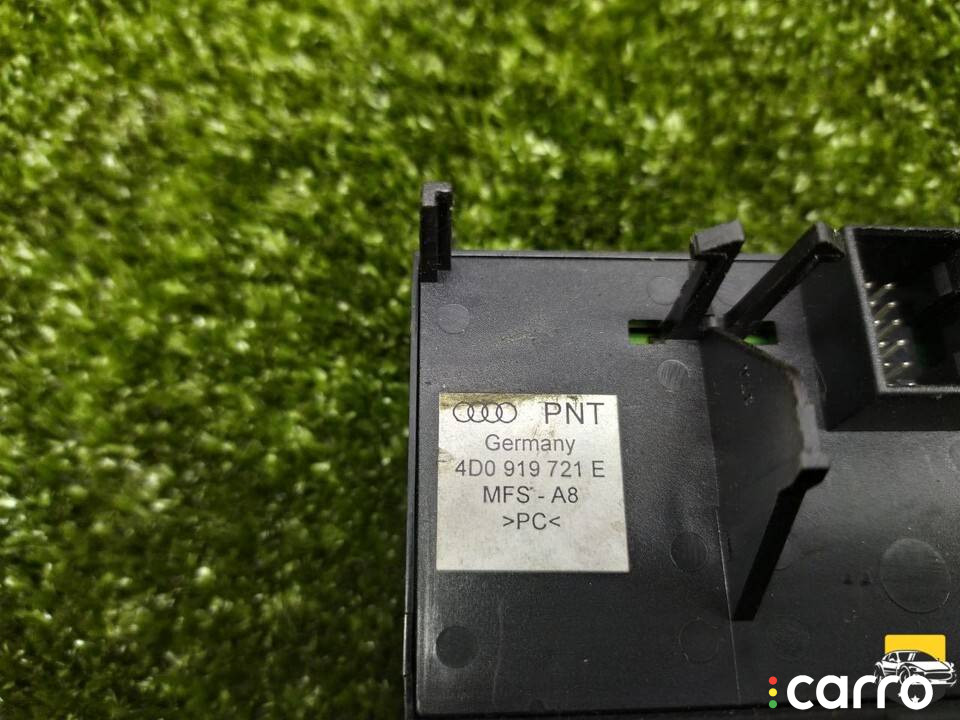 PNT
Germany
4D0 919 721 E
MFS - A8
>PC<
carro